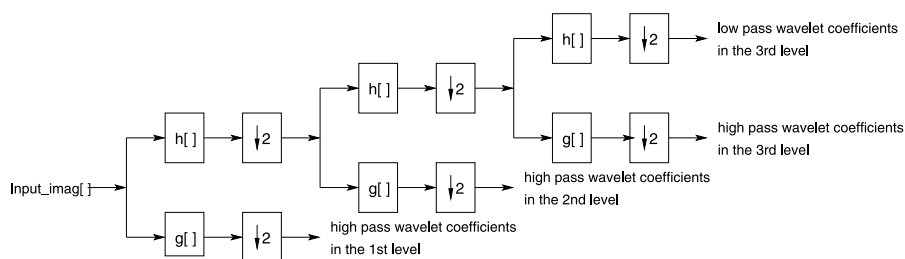 h[ ]
↓2
low pass wavelet coefficients
in the 3rd level
h[ ]
↓2
h[ ]
↓2
g[ ]
↓2
high pass wavelet coefficients
in the 3rd level
Input_imag[ ]
g[ ]
↓2
high pass wavelet coefficients
in the 2nd level
g[ ]
↓2
high pass wavelet coefficients
in the 1st level